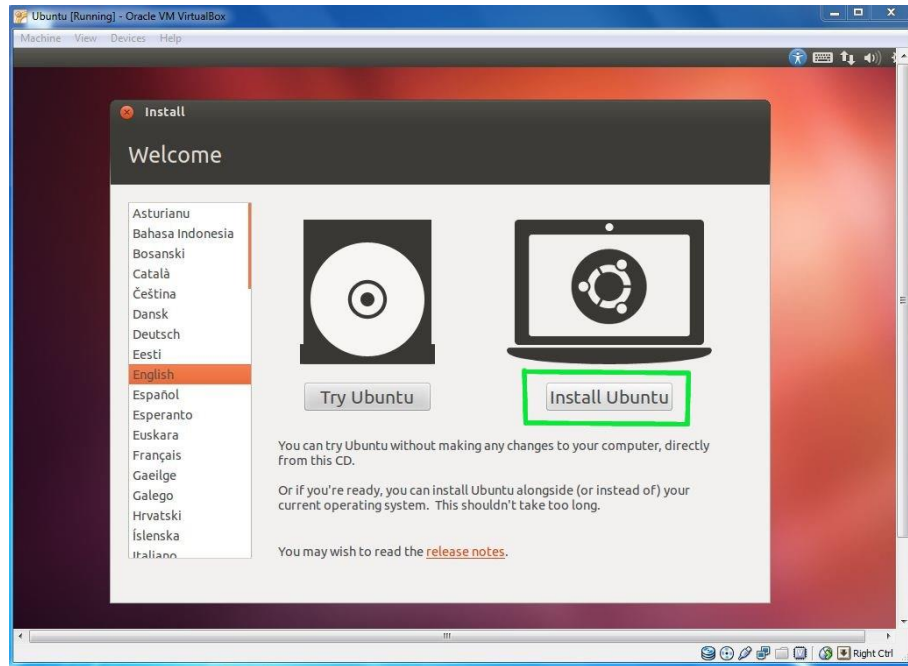 Ubuntu [Running] - Oracle VM VirtualBox
Machine View Devices Help
Install
Welcome
Asturianu
Bahasa Indonesia
Bosanski
Català
Čeština
Dansk
Deutsch
Eesti
English
Español
Esperanto
Euskara
Français
Gaeilge
Galego
Hrvatski
Íslenska
Italiano
Try Ubuntu
Install Ubuntu
You can try Ubuntu without making any changes to your computer, directly
from this CD.
Or if you're ready, you can install Ubuntu alongside (or instead of) your
current operating system. This shouldn't take too long.
You may wish to read the release notes.
Right Ctrl